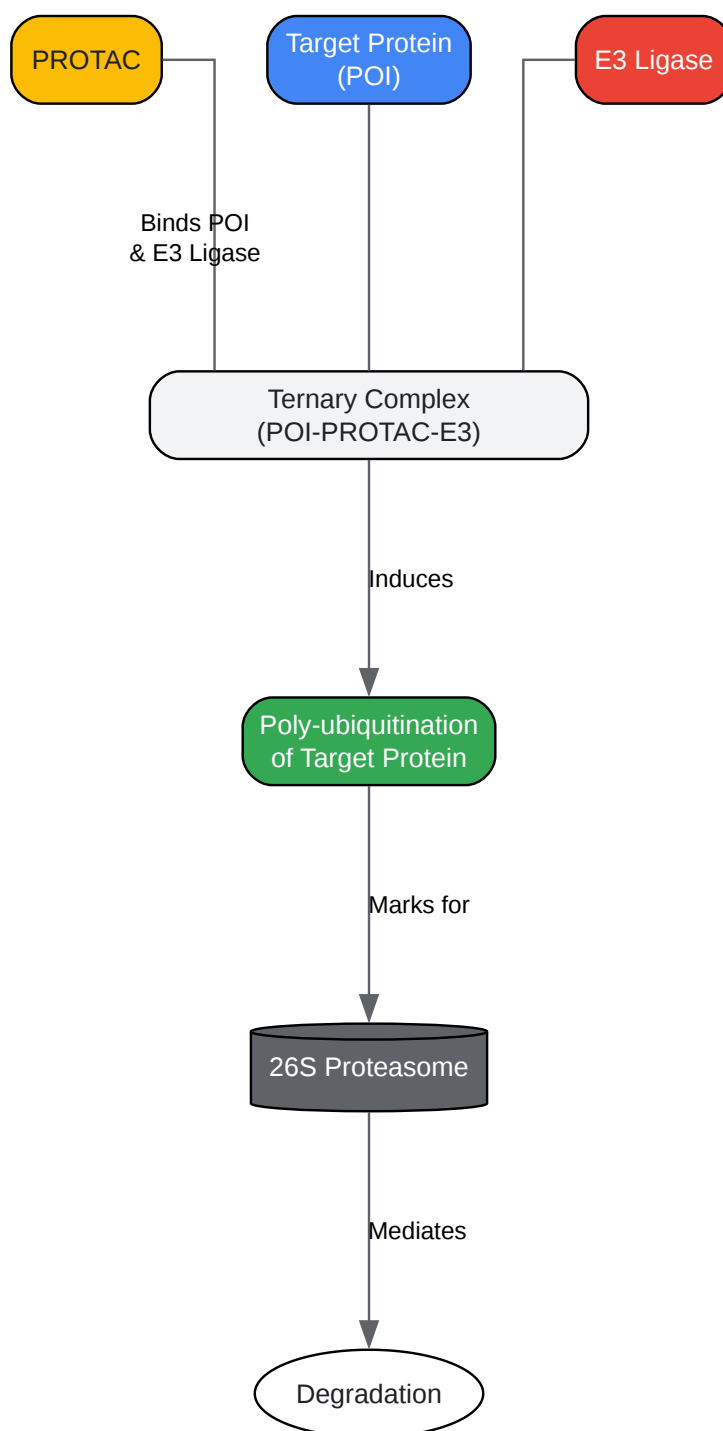 PROTAC
Target Protein
(POI)
E3 Ligase
Binds POI
& E3 Ligase
Ternary Complex
(POI-PROTAC-E3)
Induces
Poly-ubiquitination
of Target Protein
Marks for
26S Proteasome
Mediates
Degradation